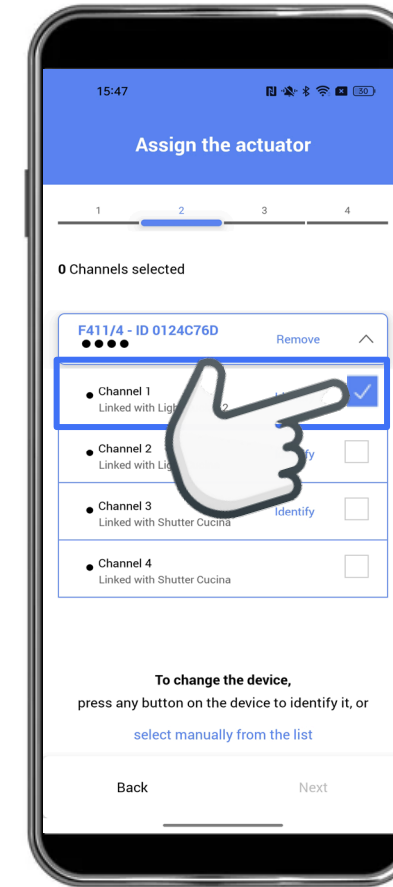 15:47
30
Assign the actuator
1 2 3 4
0 Channels selected
F411/4 - ID 0124C76D
Remove
Channel 1
Linked with
Channel 2
Linked with
Channel 3
Identify
Linked with Shutter Cucina
Channel 4
Linked with Shutter Cucina
To change the device,
press any button on the device to identify it, or
select manually from the list
Back
Next